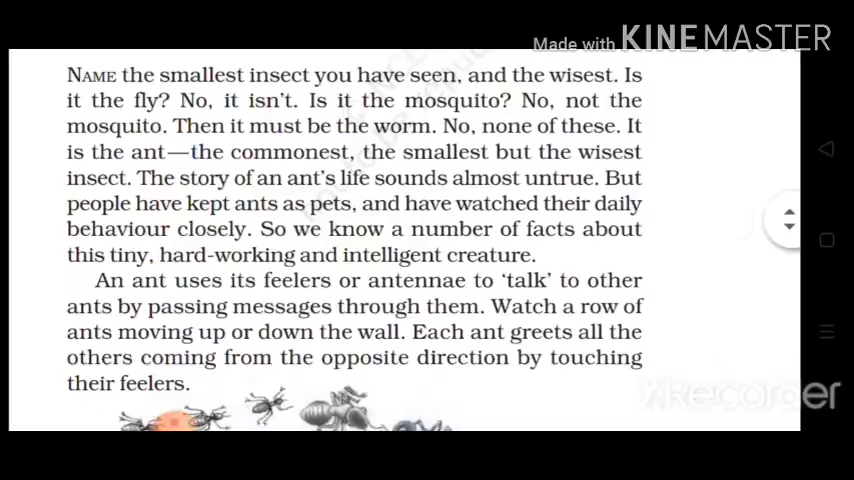 Made with KINEMASTER
NAME the smallest insect you have seen, and the wisest. Is
it the fly? No, it isn't. Is it the mosquito? No, not the
mosquito. Then it must be the worm. No, none of these. It
is the ant—the commonest, the smallest but the wisest
insect. The story of an ant's life sounds almost untrue. But
people have kept ants as pets, and have watched their daily
behaviour closely. So we know a number of facts about
this tiny, hard-working and intelligent creature.
An ant uses its feelers or antennae to ‘talk’ to other
ants by passing messages through them. Watch a row of
ants moving up or down the wall. Each ant greets all the
others coming from the opposite direction by touching
their feelers.
XRecorder